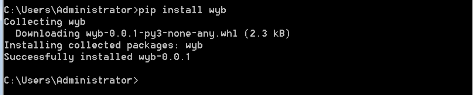 C:\Users\Administrator>pip install wyb
Collecting wyb
  Downloading wyb-0.0.1-py3-none-any.whl (2.3 kB)
Installing collected packages: wyb
Successfully installed wyb-0.0.1
C:\Users\Administrator>